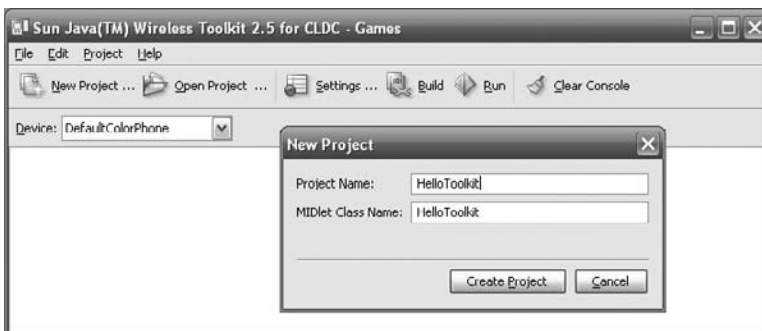 Sun Java(TM) Wireless Toolkit 2.5 for CLDC - Games
File Edit Project Help
New Project ... Open Project ... Settings ... Build Run Clear Console
Device: DefaultColorPhone
New Project
Project Name: HelloToolkit
MIDlet Class Name: HelloToolkit
Create Project Cancel